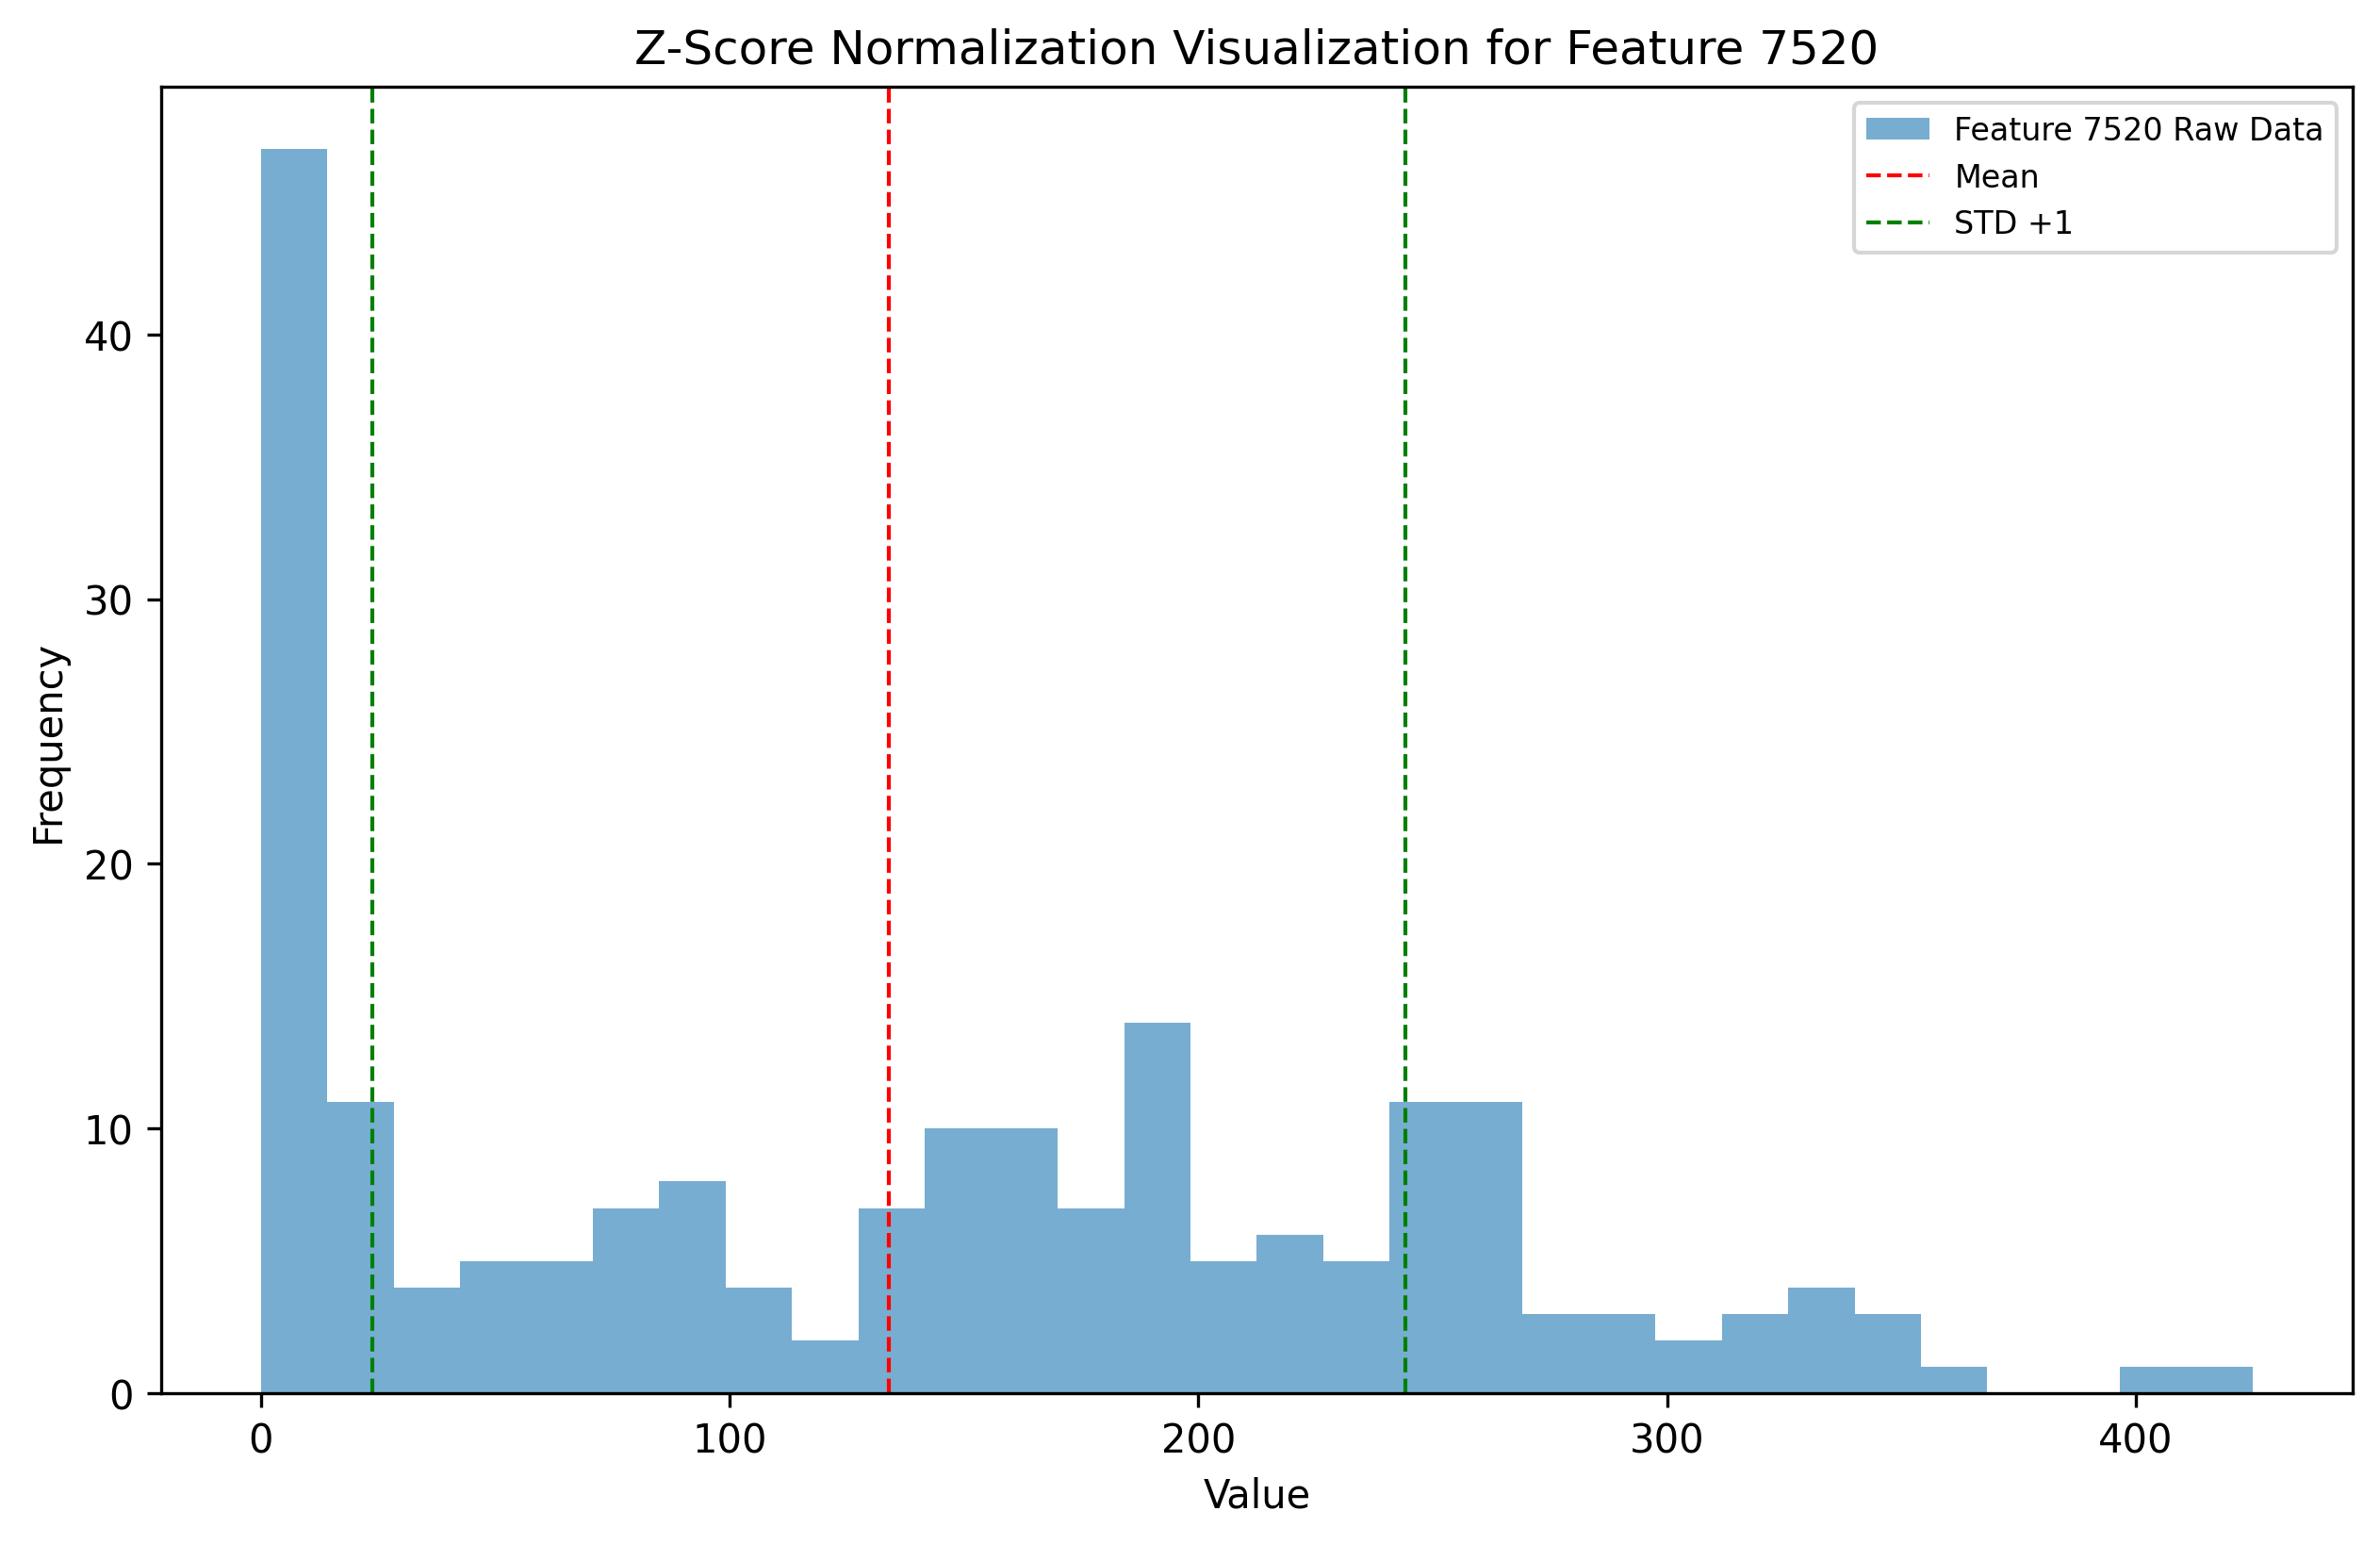 Z-Score Normalization Visualization for Feature 7520
Feature 7520 Raw Data
Mean
STD +1
40
30
20
10
0
Frequency
0 100 200 300 400
Value